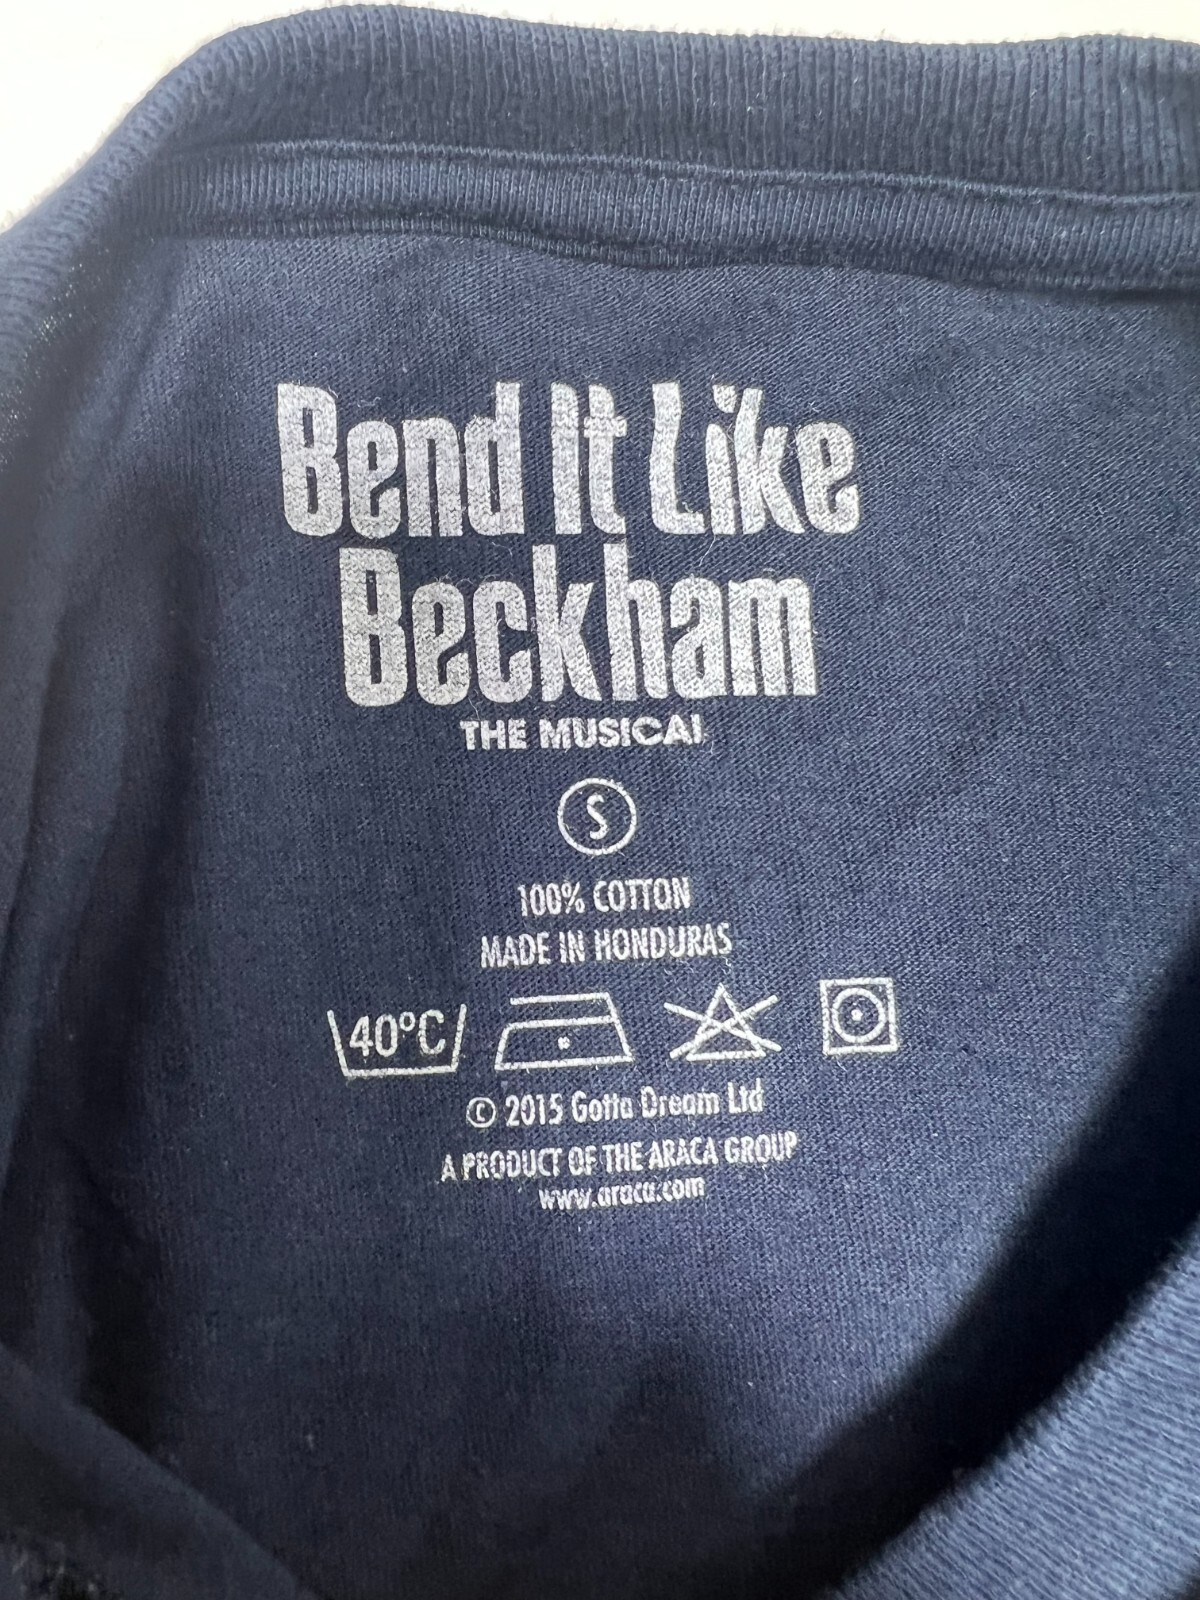 Bend It Like
Beckham
THE MUSICAL
S
100% COTTON
MADE IN HONDURAS
40°C
© 2015 Gotta Dream Ltd
A PRODUCT OF THE ARACA GROUP
www.araca.com